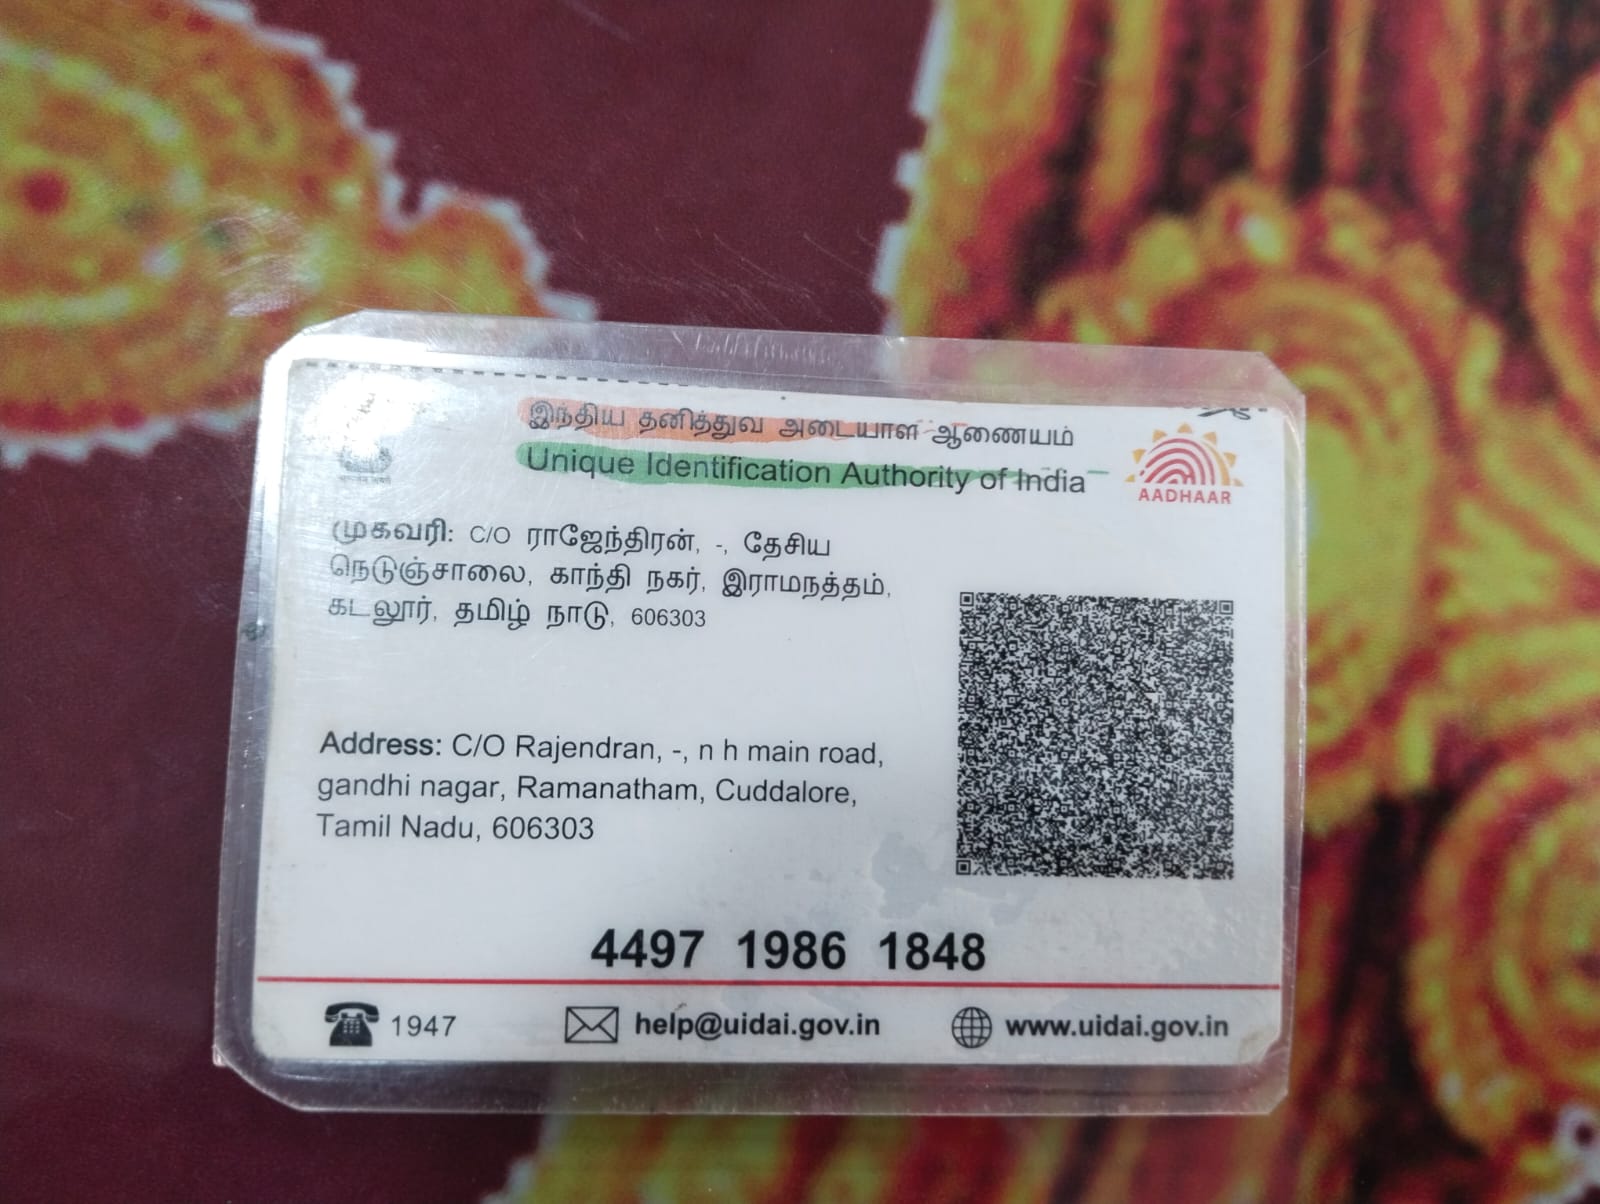 இந்திய தனித்துவ அடையாள ஆணையம்
Unique Identification Authority of India
AADHAAR
முகவரி: C/O ராஜேந்திரன், -, தேசிய
நெடுஞ்சாலை, காந்தி நகர், இராமநத்தம்,
கடலூர், தமிழ் நாடு, 606303
Address: C/O Rajendran, -, n h main road,
gandhi nagar, Ramanatham, Cuddalore,
Tamil Nadu, 606303
4497 1986 1848
1947
help@uidai.gov.in
www.uidai.gov.in